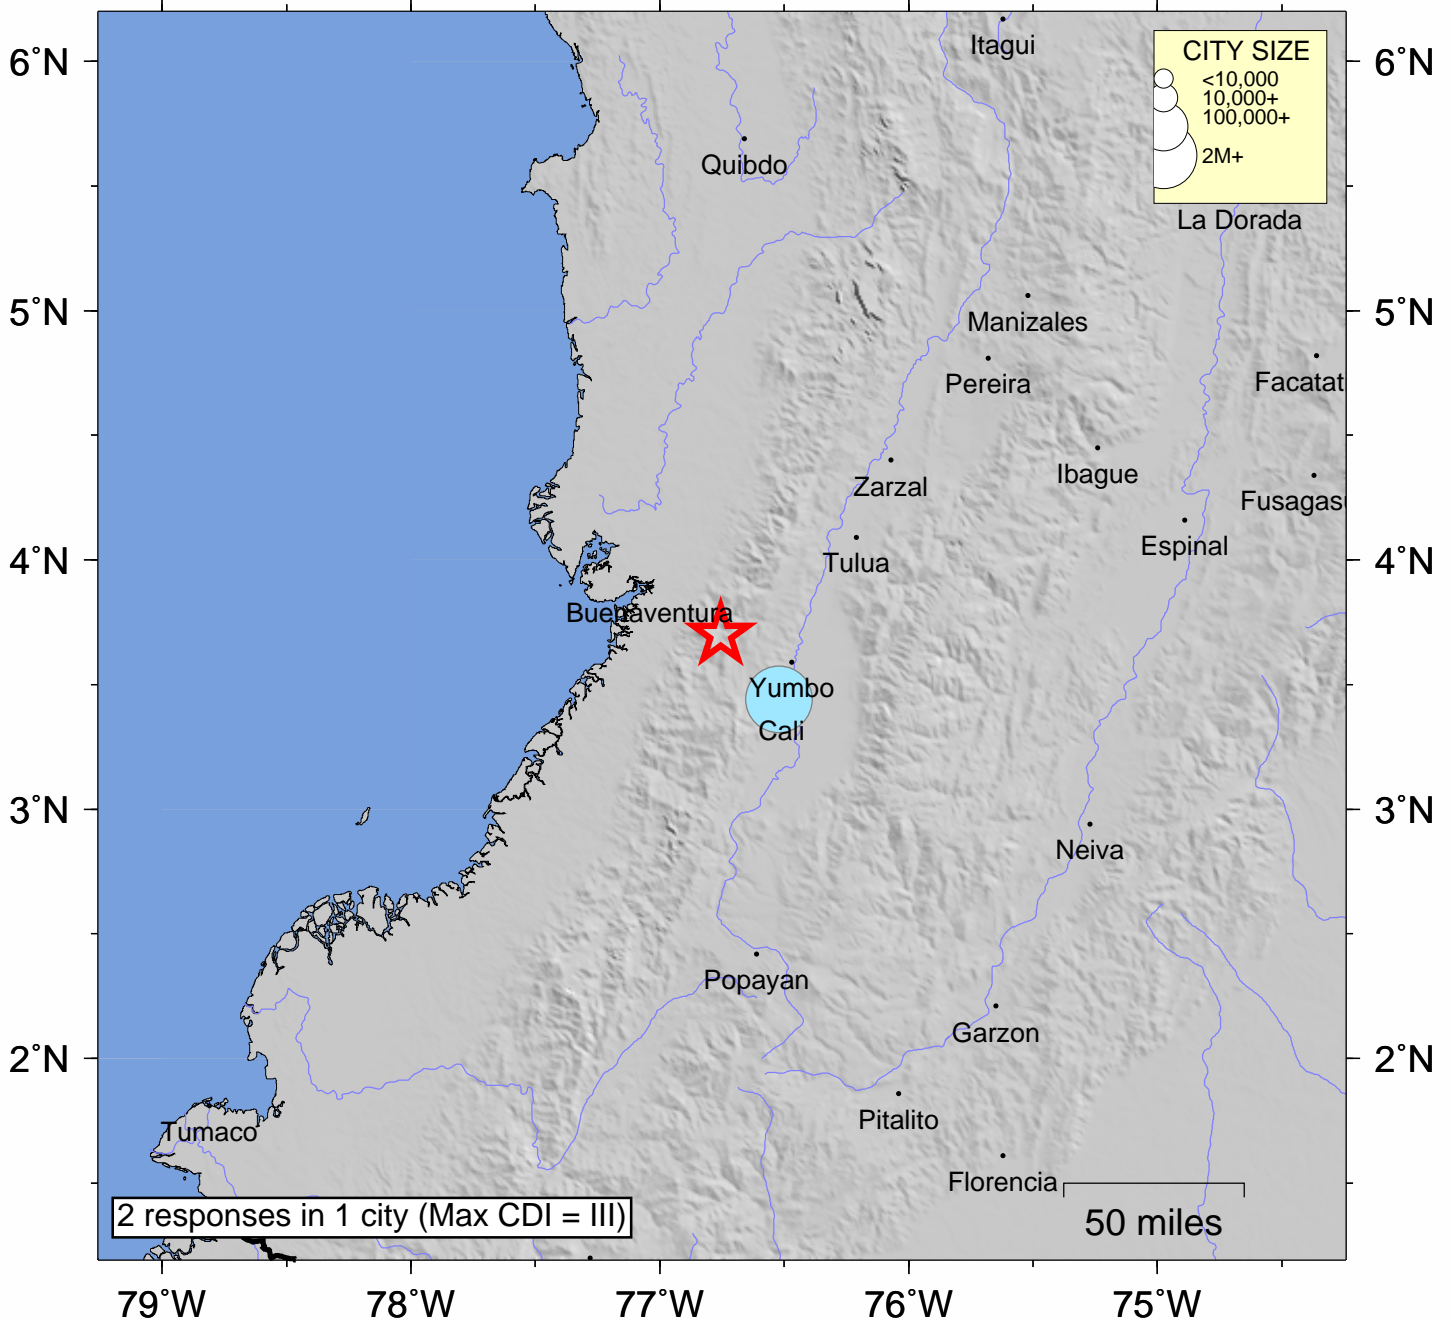 6°N
6°N
Itagui
CITY SIZE
<10,000
10,000+
100,000+
2M+
Quibdo
La Dorada
5°N
5°N
Manizales
Pereira
Facatat
Ibague
Zarzal
Fusagasu
Espinal
4°N
4°N
Tulua
Buenaventura
Yumbo
Cali
3°N
3°N
Neiva
Popayan
Garzon
2°N
2°N
Pitalito
Tumaco
Florencia
2 responses in 1 city (Max CDI = III)
50 miles
79°W
78°W
77°W
76°W
75°W